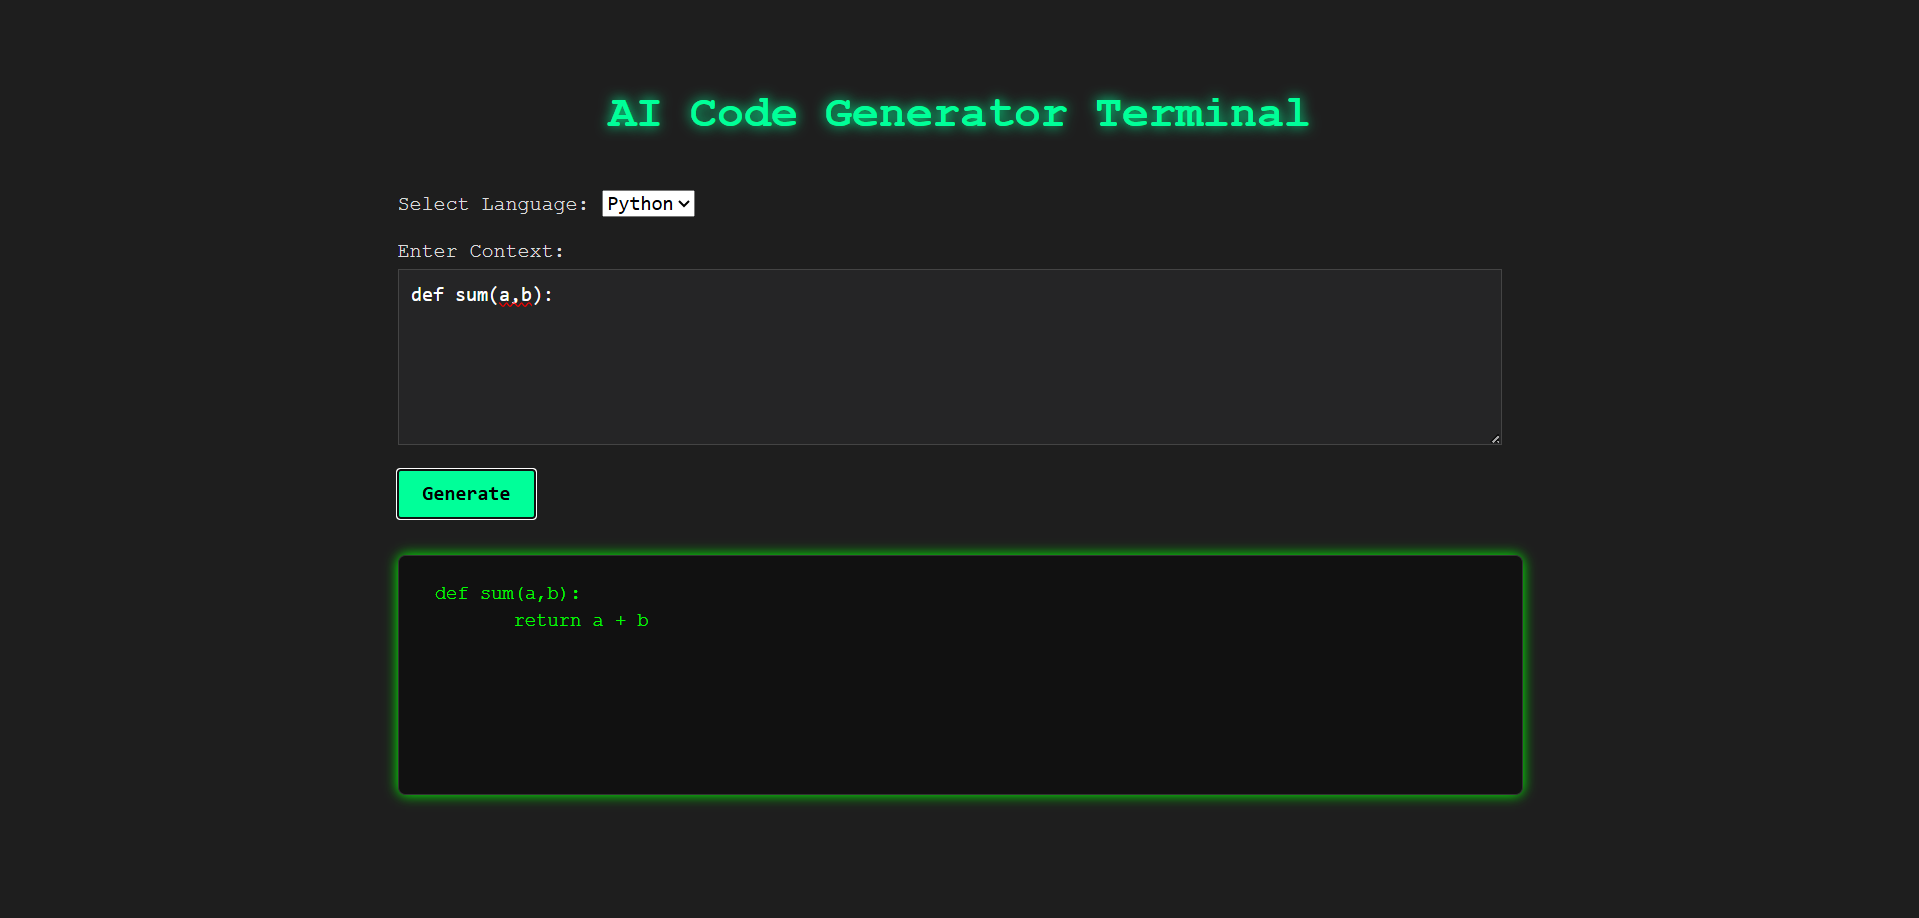 AI Code Generator Terminal
Select Language: Python
Enter Context:
def sum(a,b):
Generate
def sum(a,b):
return a + b